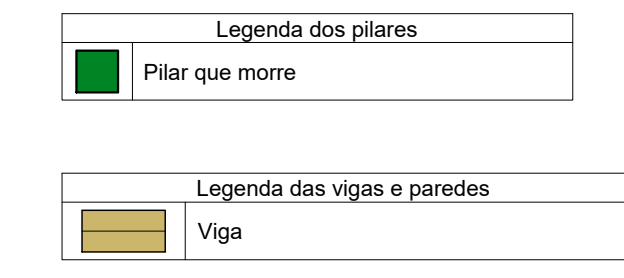 Legenda dos pilares
Pilar que morre
Legenda das vigas e paredes
Viga